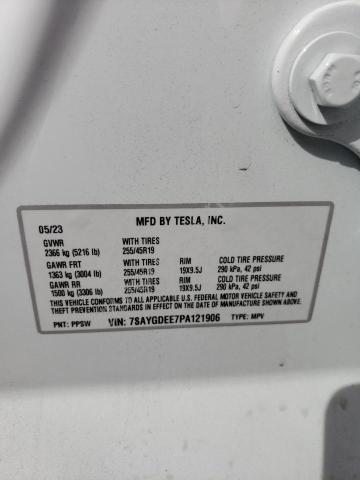 MFD BY TESLA, INC.
05/23
GVWR WITH TIRES
2366 kg (5216 lb) 255/45R19
GAWR FRT WITH TIRES RIM COLD TIRE PRESSURE
1363 kg (3004 lb) 255/45R19 19X9.5J 290 kPa, 42 psi
GAWR RR WITH TIRES RIM COLD TIRE PRESSURE
1500 kg (3306 lb) 255/45R19 19X9.5J 290 kPa, 42 psi
THIS VEHICLE CONFORMS TO ALL APPLICABLE U.S. FEDERAL MOTOR VEHICLE SAFETY AND
THEFT PREVENTION STANDARDS IN EFFECT ON THE DATE OF MANUFACTURE SHOWN ABOVE.
PNT: PPSW VIN: 7SAYGDEE7PA121906 TYPE: MPV